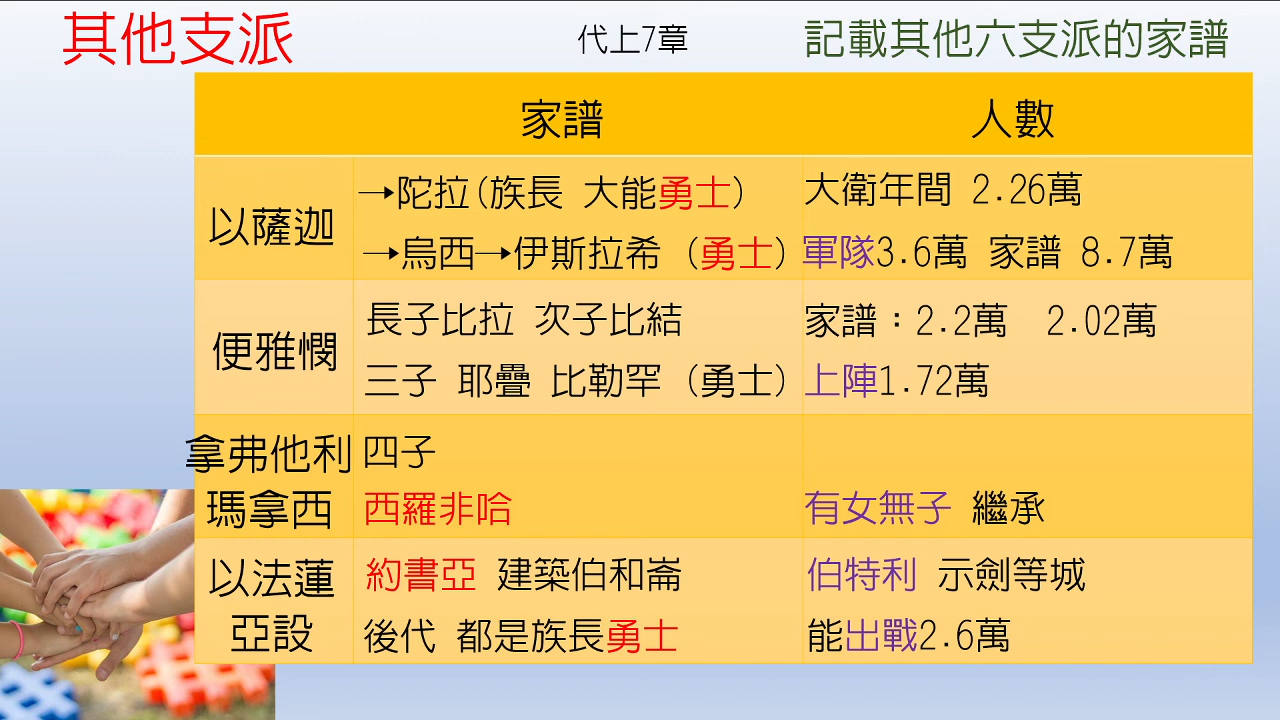 其他支派 代上7章 記載其他六支派的家譜
家譜 人數
以薩迦
→陀拉(族長 大能勇士) 大衛年間 2.26萬
→烏西→伊斯拉希 (勇士) 軍隊3.6萬 家譜 8.7萬
便雅憫
長子比拉 次子比結 家譜：2.2萬 2.02萬
三子 耶疊 比勒罕 (勇士) 上陣1.72萬
拿弗他利 四子
瑪拿西 西羅非哈 有女無子 繼承
以法蓮 約書亞 建築伯和崙 伯特利 示劍等城
亞設 後代 都是族長勇士 能出戰2.6萬